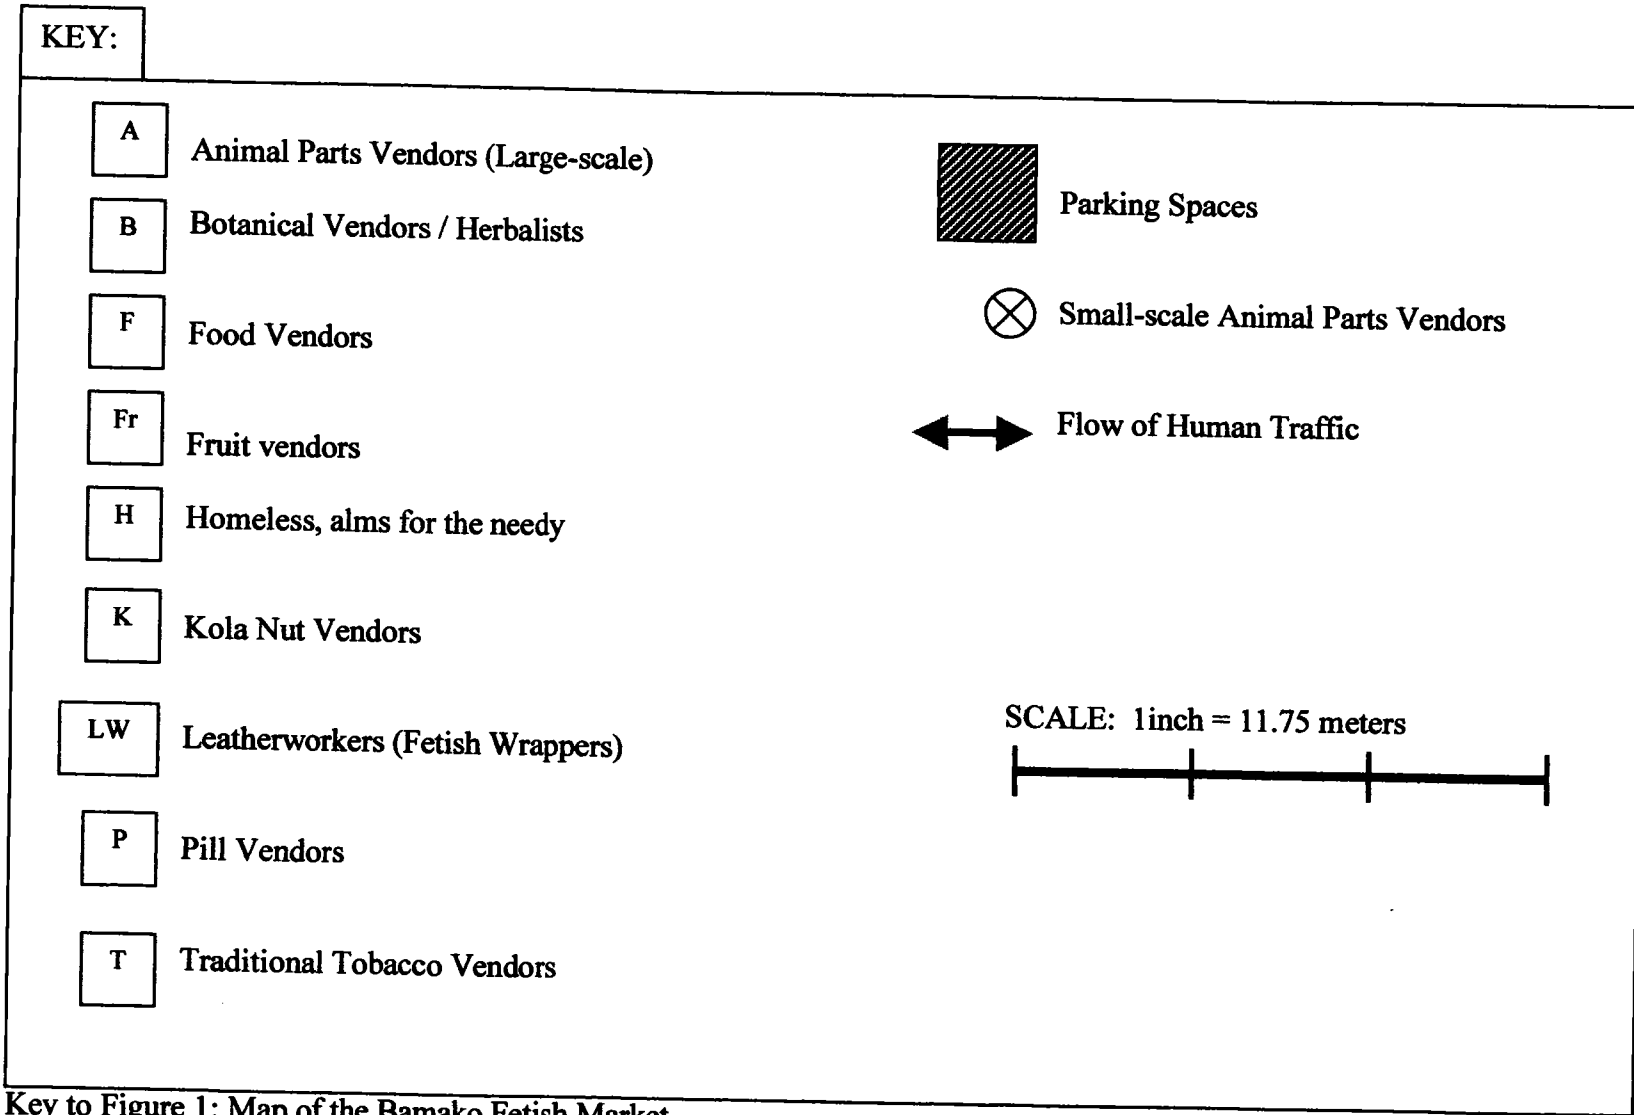 KEY:
A
Animal Parts Vendors (Large-scale)
B
Botanical Vendors / Herbalists
F
Food Vendors
Fr
Fruit vendors
H
Homeless, alms for the needy
K
Kola Nut Vendors
LW
Leatherworkers (Fetish Wrappers)
P
Pill Vendors
T
Traditional Tobacco Vendors
Parking Spaces
Small-scale Animal Parts Vendors
Flow of Human Traffic
SCALE: 1inch = 11.75 meters
Key to Figure 1: Map of the Bamako Fetish Market